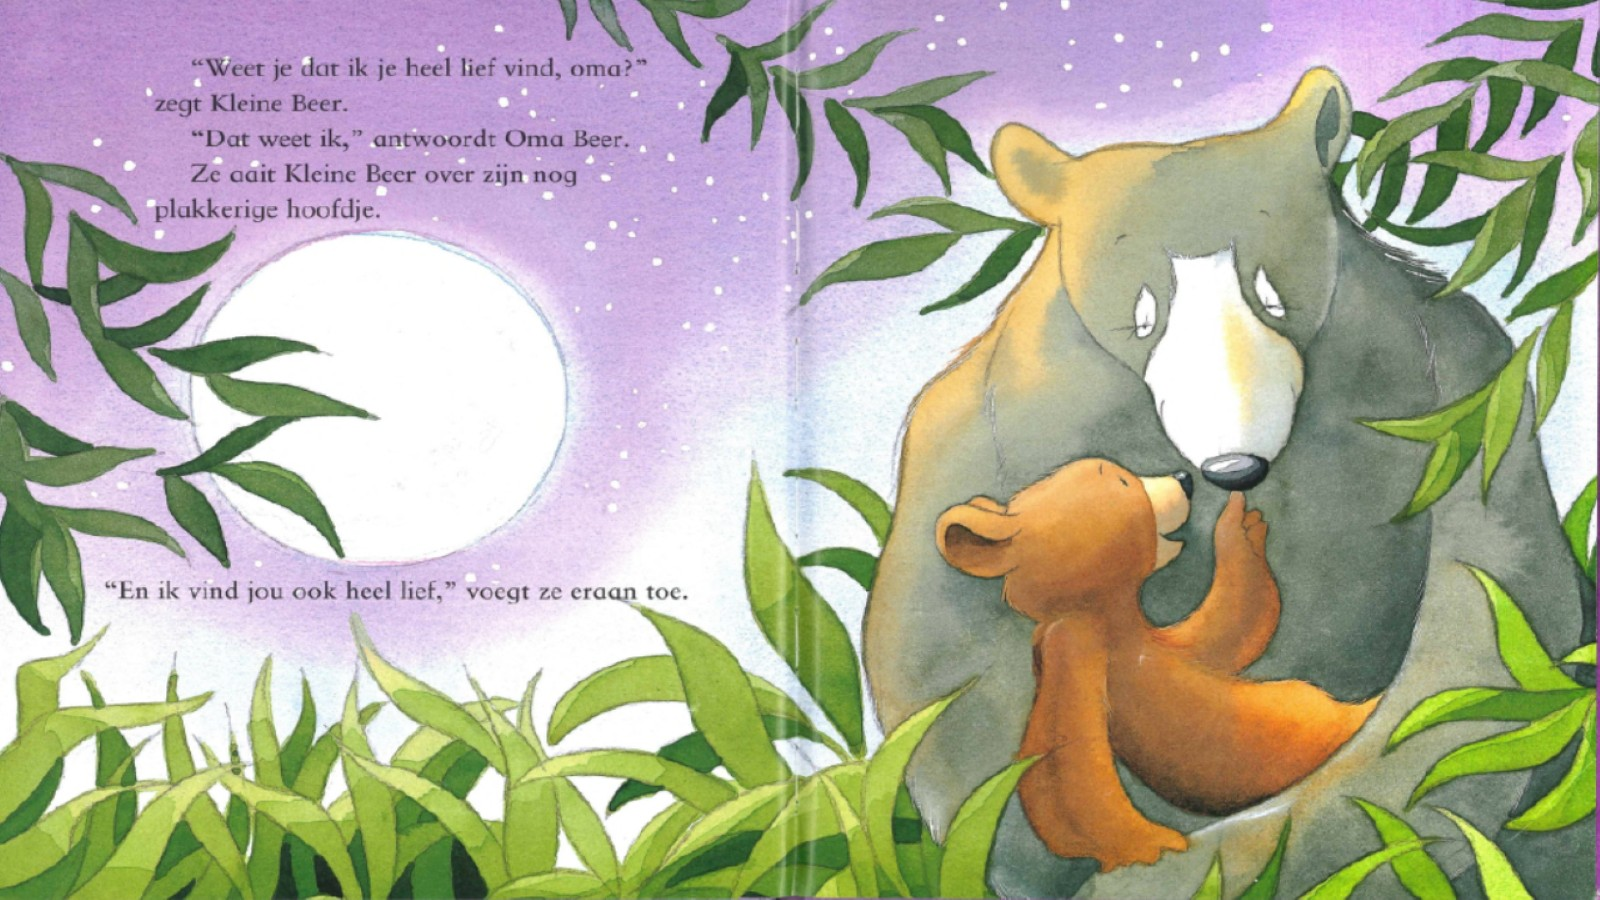 “Weet je dat ik je heel lief vind, oma?”
zegt Kleine Beer.
“Dat weet ik,” antwoordt Oma Beer.
Ze aait Kleine Beer over zijn nog
plakkerige hoofdje.
“En ik vind jou ook heel lief,” voegt ze eraan toe.